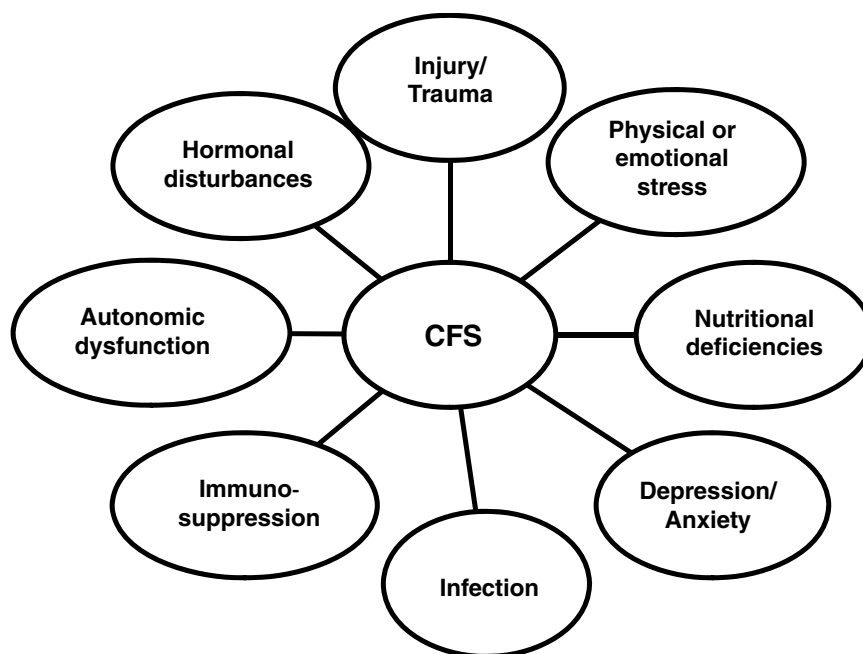 Injury/
Trauma
Physical or
emotional
stress
Hormonal
disturbances
CFS
Autonomic
dysfunction
Nutritional
deficiencies
Immuno-
suppression
Depression/
Anxiety
Infection